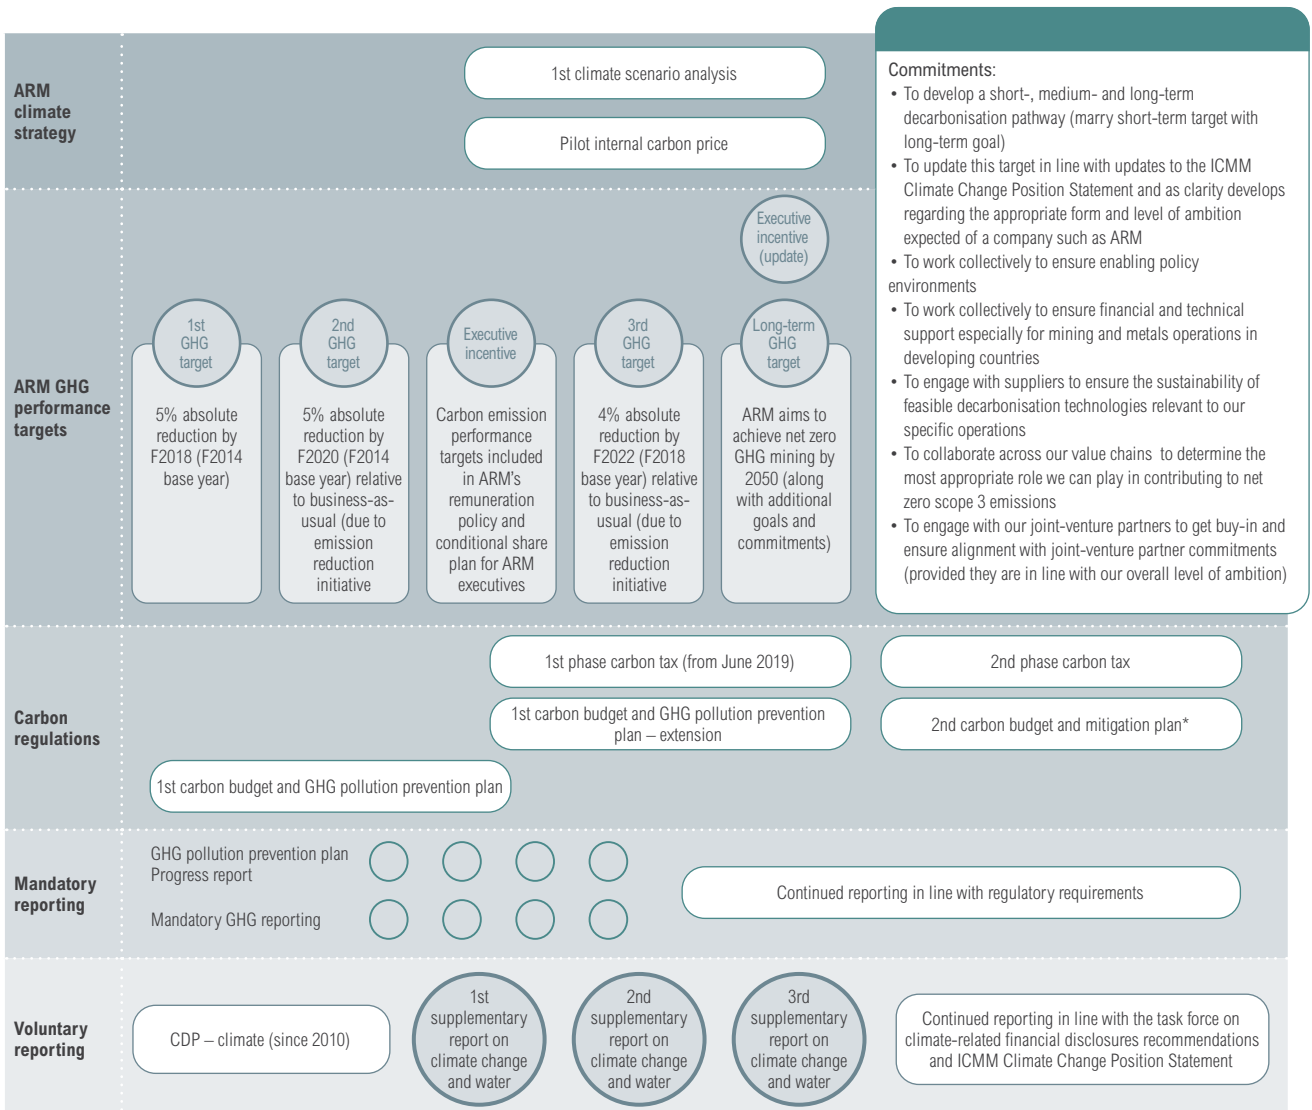 ARM
climate
strategy
1st climate scenario analysis
Pilot internal carbon price
Commitments:
• To develop a short-, medium- and long-term
decarbonisation pathway (marry short-term target with
long-term goal)
• To update this target in line with updates to the ICMM
Climate Change Position Statement and as clarity develops
regarding the appropriate form and level of ambition
expected of a company such as ARM
• To work collectively to ensure enabling policy
environments
• To work collectively to ensure financial and technical
support especially for mining and metals operations in
developing countries
• To engage with suppliers to ensure the sustainability of
feasible decarbonisation technologies relevant to our
specific operations
• To collaborate across our value chains to determine the
most appropriate role we can play in contributing to net
zero scope 3 emissions
• To engage with our joint-venture partners to get buy-in and
ensure alignment with joint-venture partner commitments
(provided they are in line with our overall level of ambition)
ARM GHG
performance
targets
1st
GHG
target
5% absolute
reduction by
F2018 (F2014
base year)
2nd
GHG
target
5% absolute
reduction by
F2020 (F2014
base year) relative
to business-as-
usual (due to
emission
reduction
initiative
Executive
incentive
Carbon emission
performance
targets included
in ARM's
remuneration
policy and
conditional share
plan for ARM
executives
3rd
GHG
target
4% absolute
reduction by
F2022 (F2018
base year) relative
to business-as-
usual (due to
emission
reduction
initiative
Executive
incentive
(update)
Long-term
GHG
target
ARM aims to
achieve net zero
GHG mining by
2050 (along
with additional
goals and
commitments)
Carbon
regulations
1st phase carbon tax (from June 2019)
2nd phase carbon tax
1st carbon budget and GHG pollution prevention
plan – extension
2nd carbon budget and mitigation plan*
1st carbon budget and GHG pollution prevention plan
Mandatory
reporting
GHG pollution prevention plan
Progress report
Mandatory GHG reporting
Continued reporting in line with regulatory requirements
Voluntary
reporting
CDP – climate (since 2010)
1st
supplementary
report on
climate change
and water
2nd
supplementary
report on
climate change
and water
3rd
supplementary
report on
climate change
and water
Continued reporting in line with the task force on
climate-related financial disclosures recommendations
and ICMM Climate Change Position Statement